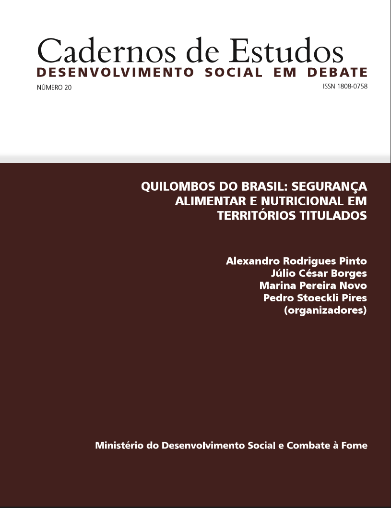 Cadernos de Estudos
DESENVOLVIMENTO SOCIAL EM DEBATE
NÚMERO 20
ISSN 1808-0758
QUILOMBOS DO BRASIL: SEGURANÇA
ALIMENTAR E NUTRICIONAL EM
TERRITÓRIOS TITULADOS
Alexandro Rodrigues Pinto
Júlio César Borges
Marina Pereira Novo
Pedro Stoeckli Pires
(organizadores)
Ministério do Desenvolvimento Social e Combate à Fome